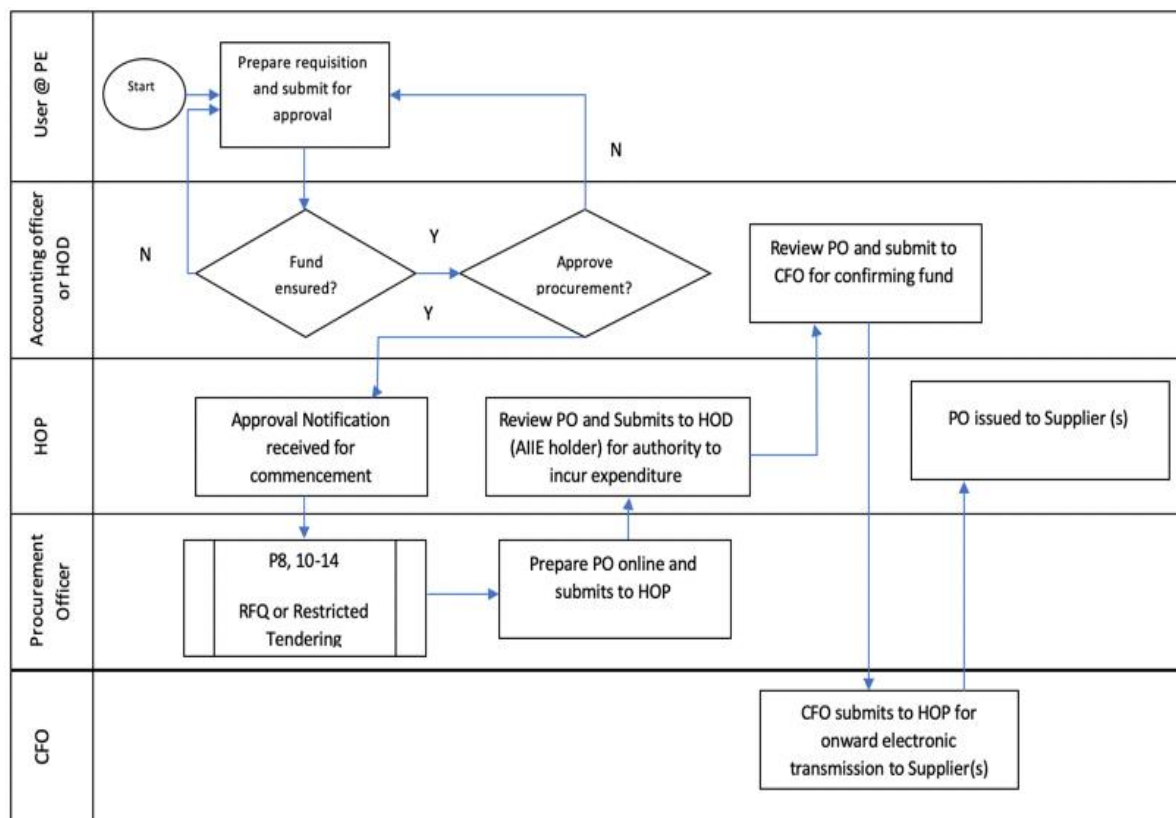 User @ PE
Start
Prepare requisition
and submit for
approval
N
Accounting officer
or HOD
N
Fund
ensured?
Y
Y
Approve
procurement?
Review PO and submit to
CFO for confirming fund
HOP
Approval Notification
received for
commencement
Review PO and Submits to HOD
(AIIE holder) for authority to
incur expenditure
PO issued to Supplier (s)
Procurement
Officer
P8, 10-14
RFQ or Restricted
Tendering
Prepare PO online and
submits to HOP
CFO
CFO submits to HOP for
onward electronic
transmission to Supplier(s)